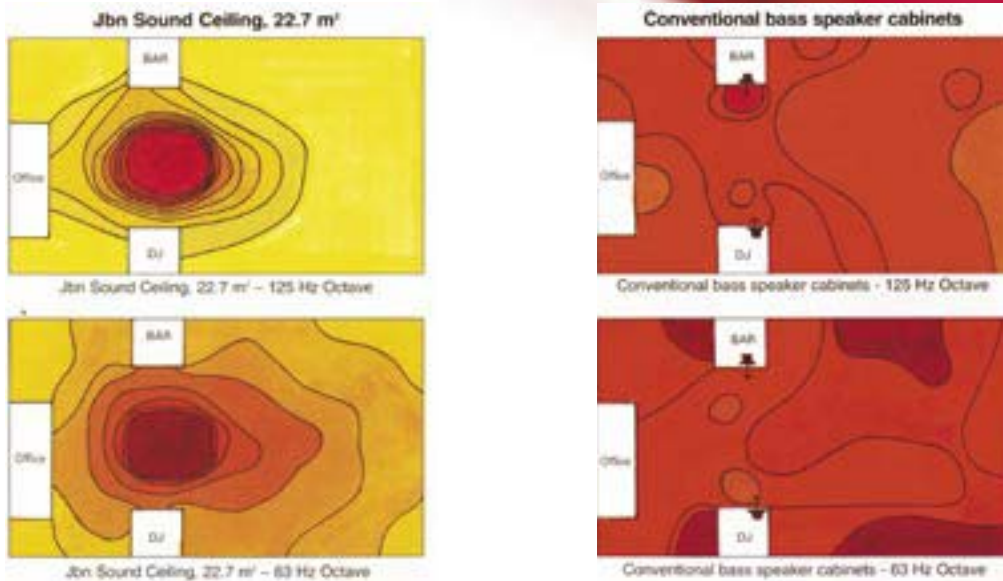 Jbn Sound Ceiling, 22.7 m²
BAR
Office
DJ
Jbn Sound Ceiling, 22.7 m² – 125 Hz Octave
BAR
Office
DJ
Jbn Sound Ceiling, 22.7 m² – 63 Hz Octave
Conventional bass speaker cabinets
BAR
Office
DJ
Conventional bass speaker cabinets - 125 Hz Octave
BAR
Office
DJ
Conventional bass speaker cabinets - 63 Hz Octave